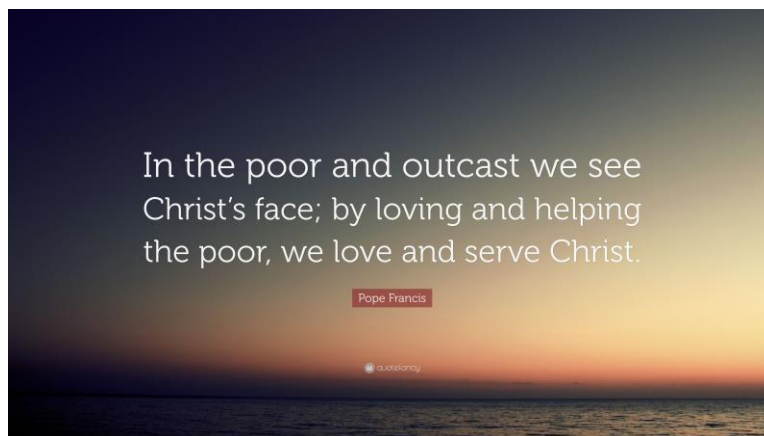 In the poor and outcast we see
Christ's face; by loving and helping
the poor, we love and serve Christ.
Pope Francis
quotefancy